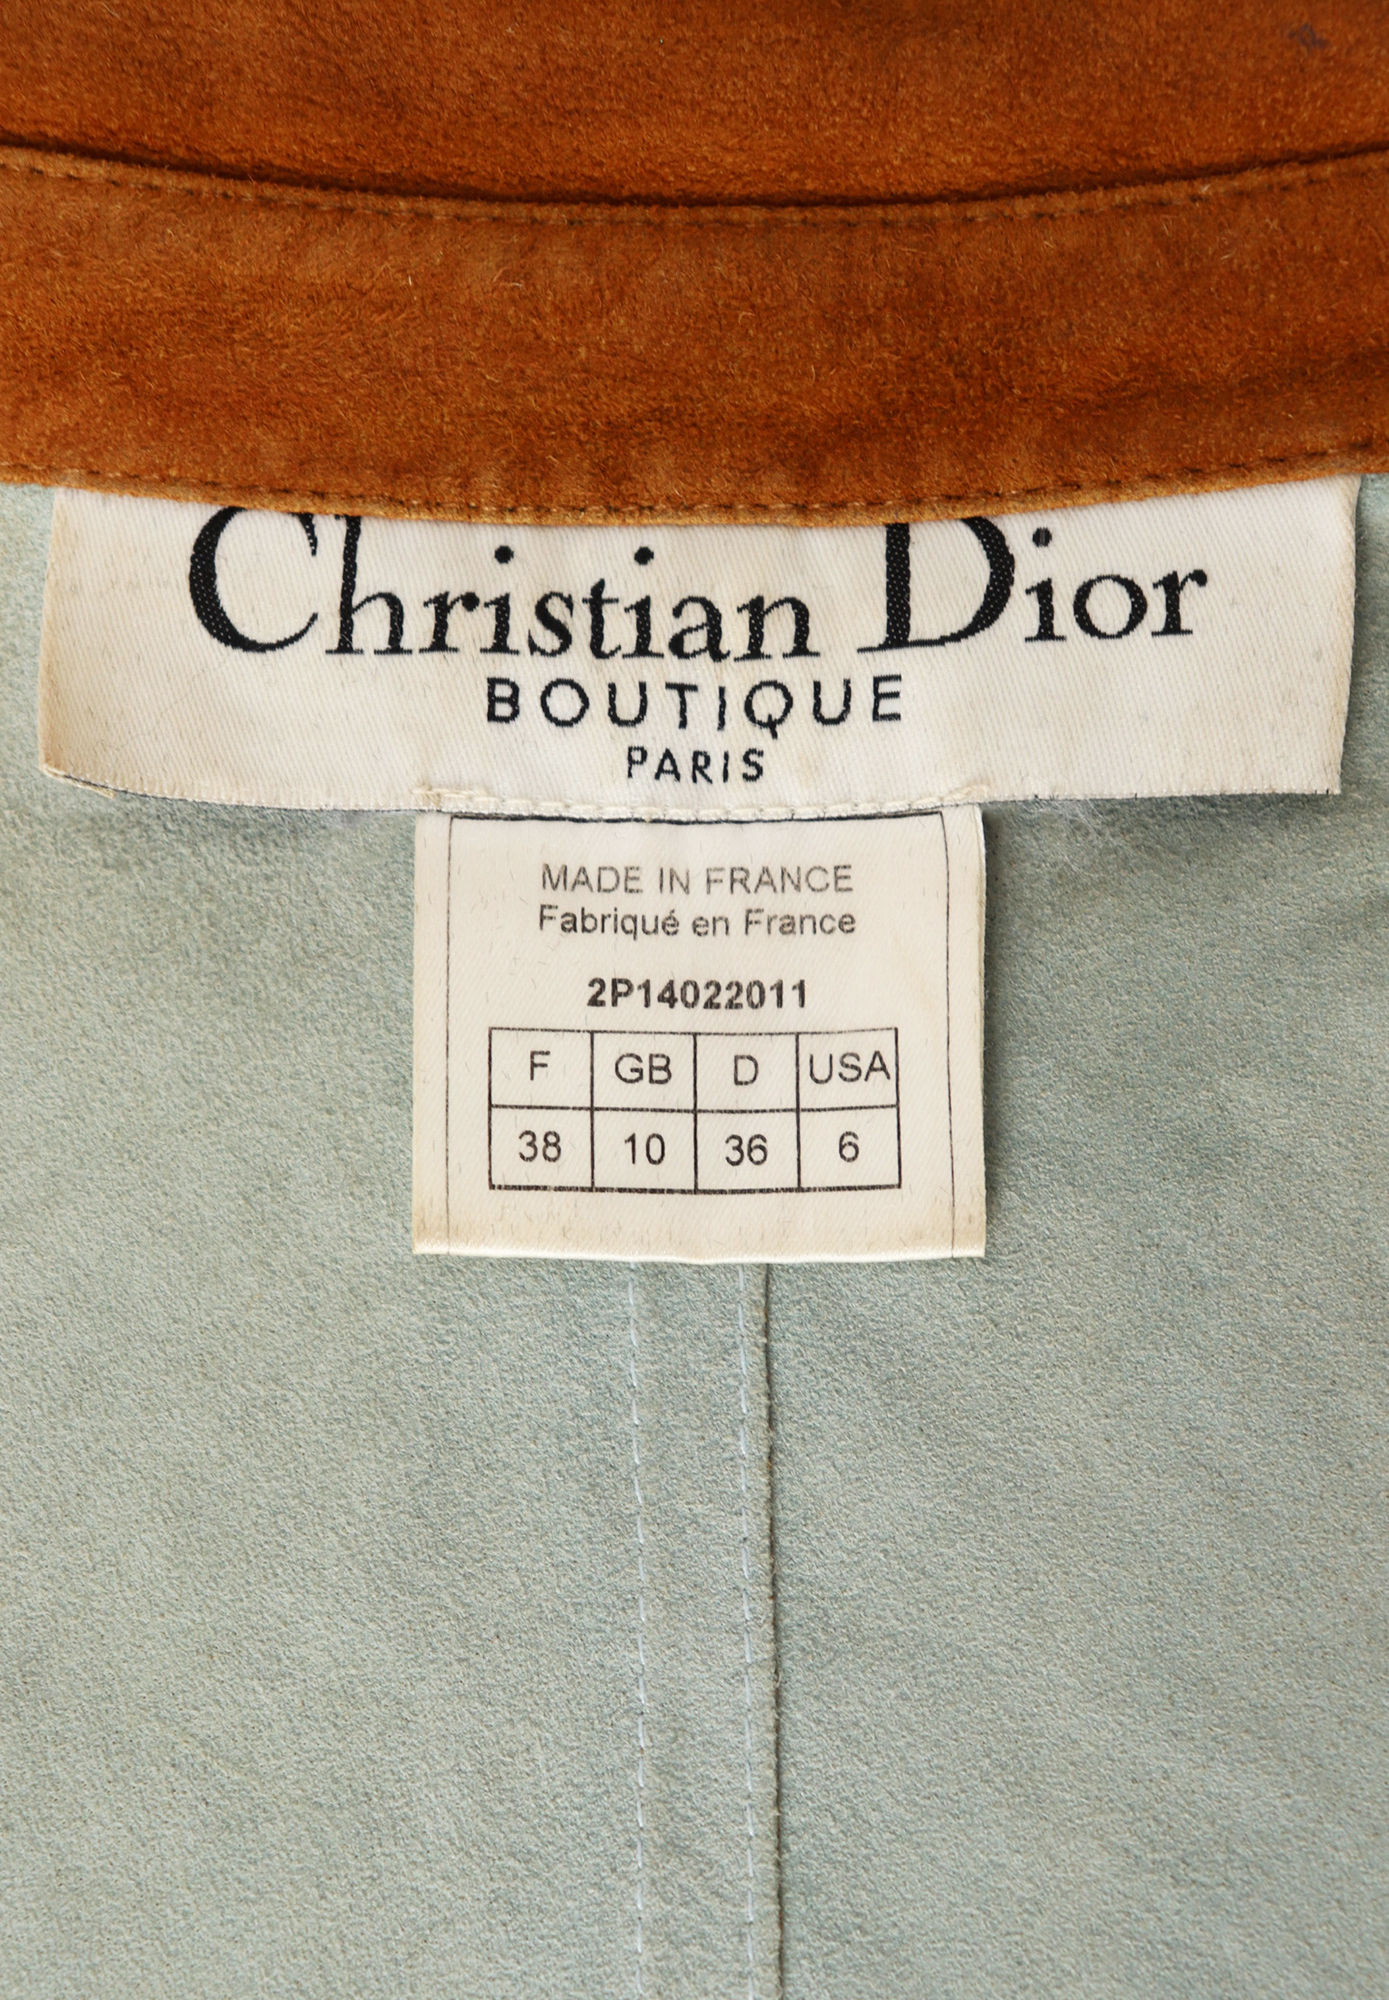 Christian Dior
BOUTIQUE
PARIS
MADE IN FRANCE
Fabriqué en France
2P14022011
F GB D USA
38 10 36 6